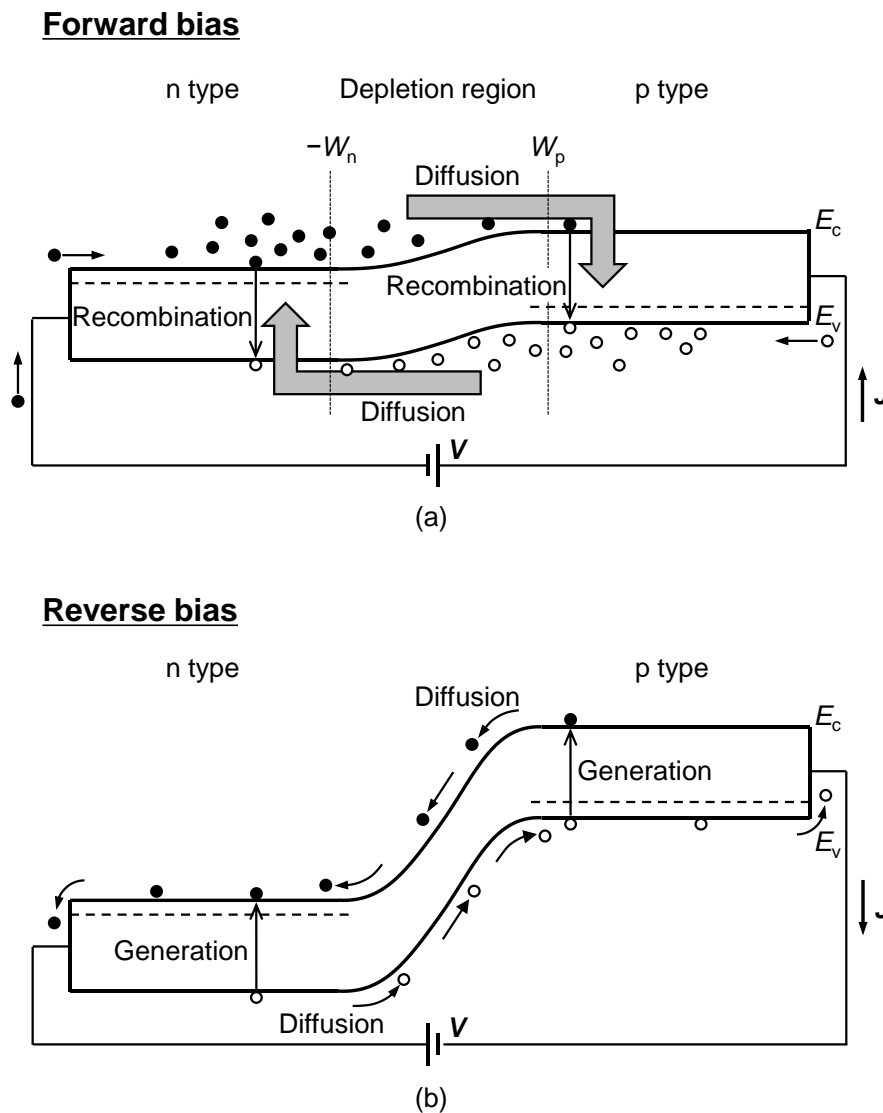 Forward bias
n type Depletion region p type
−Wn Wp
Diffusion
Ec
Recombination Recombination
Ev
Diffusion
J
V
(a)
Reverse bias
n type p type
Diffusion
Ec
Generation
Ev
J
Generation
Diffusion
V
(b)